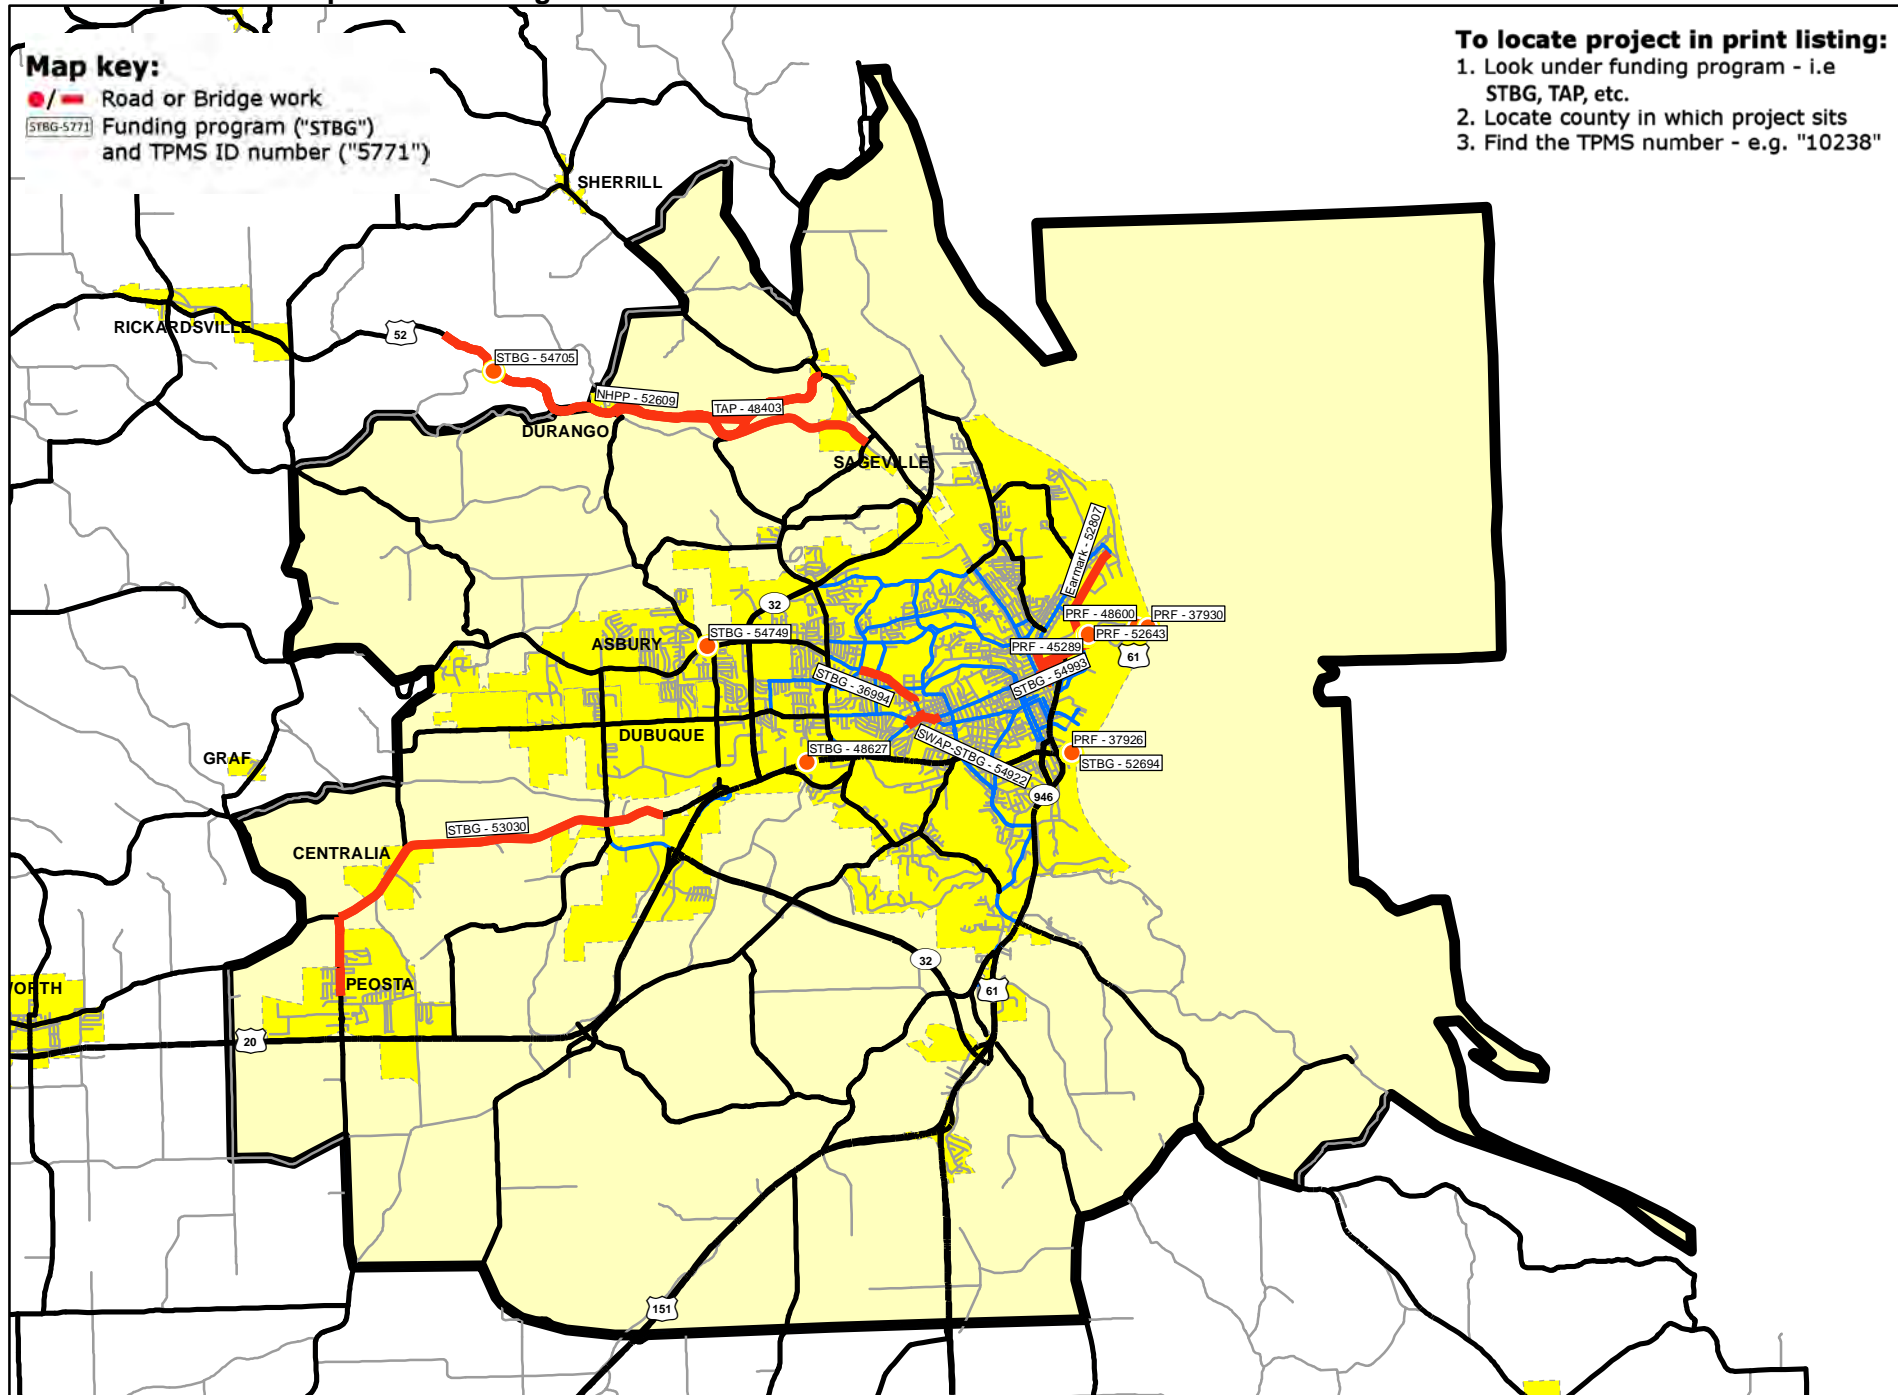 Map key:
Road or Bridge work
STBG-5771 Funding program ("STBG")
and TPMS ID number ("5771")
To locate project in print listing:
1. Look under funding program - i.e
STBG, TAP, etc.
2. Locate county in which project sits
3. Find the TPMS number - e.g. "10238"
SHERRILL
RICKARDSVILLE
52
STBG - 54705
NHPP - 52609
TAP - 48403
DURANGO
SAGEVILLE
Earmark - 52807
32
PRF - 48600
PRF - 37930
STBG - 54749
PRF - 52643
ASBURY
PRF - 45289
61
STBG - 36994
STBG - 54993
DUBUQUE
PRF - 37926
STBG - 48627
SWAP-STBG - 54922
STBG - 52694
GRAF
946
STBG - 53030
CENTRALIA
32
PEOSTA
ORTH
61
20
151